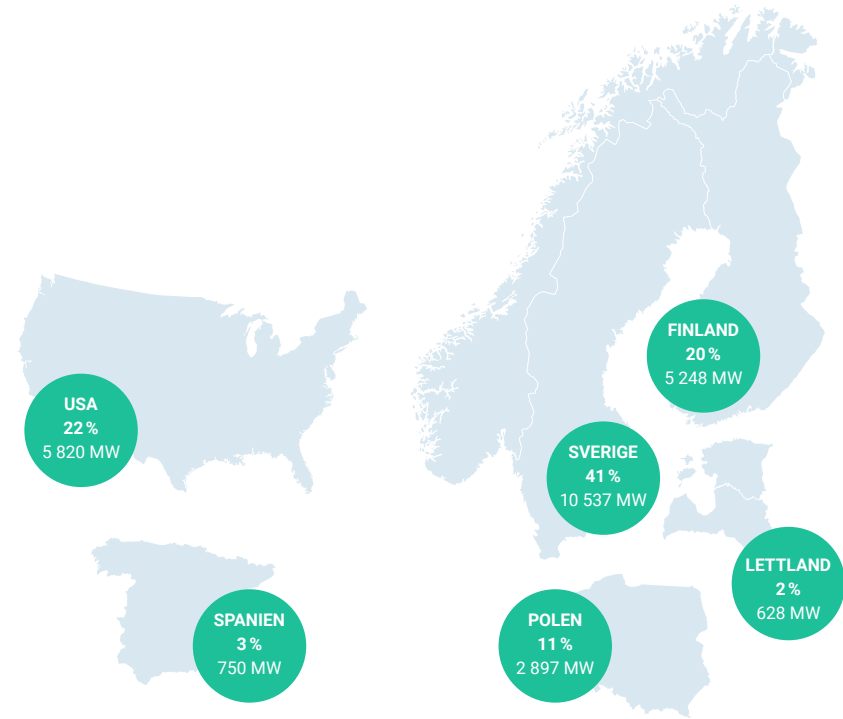 FINLAND
20 %
5 248 MW
USA
22 %
5 820 MW
SVERIGE
41 %
10 537 MW
LETTLAND
2 %
628 MW
SPANIEN
3 %
750 MW
POLEN
11 %
2 897 MW